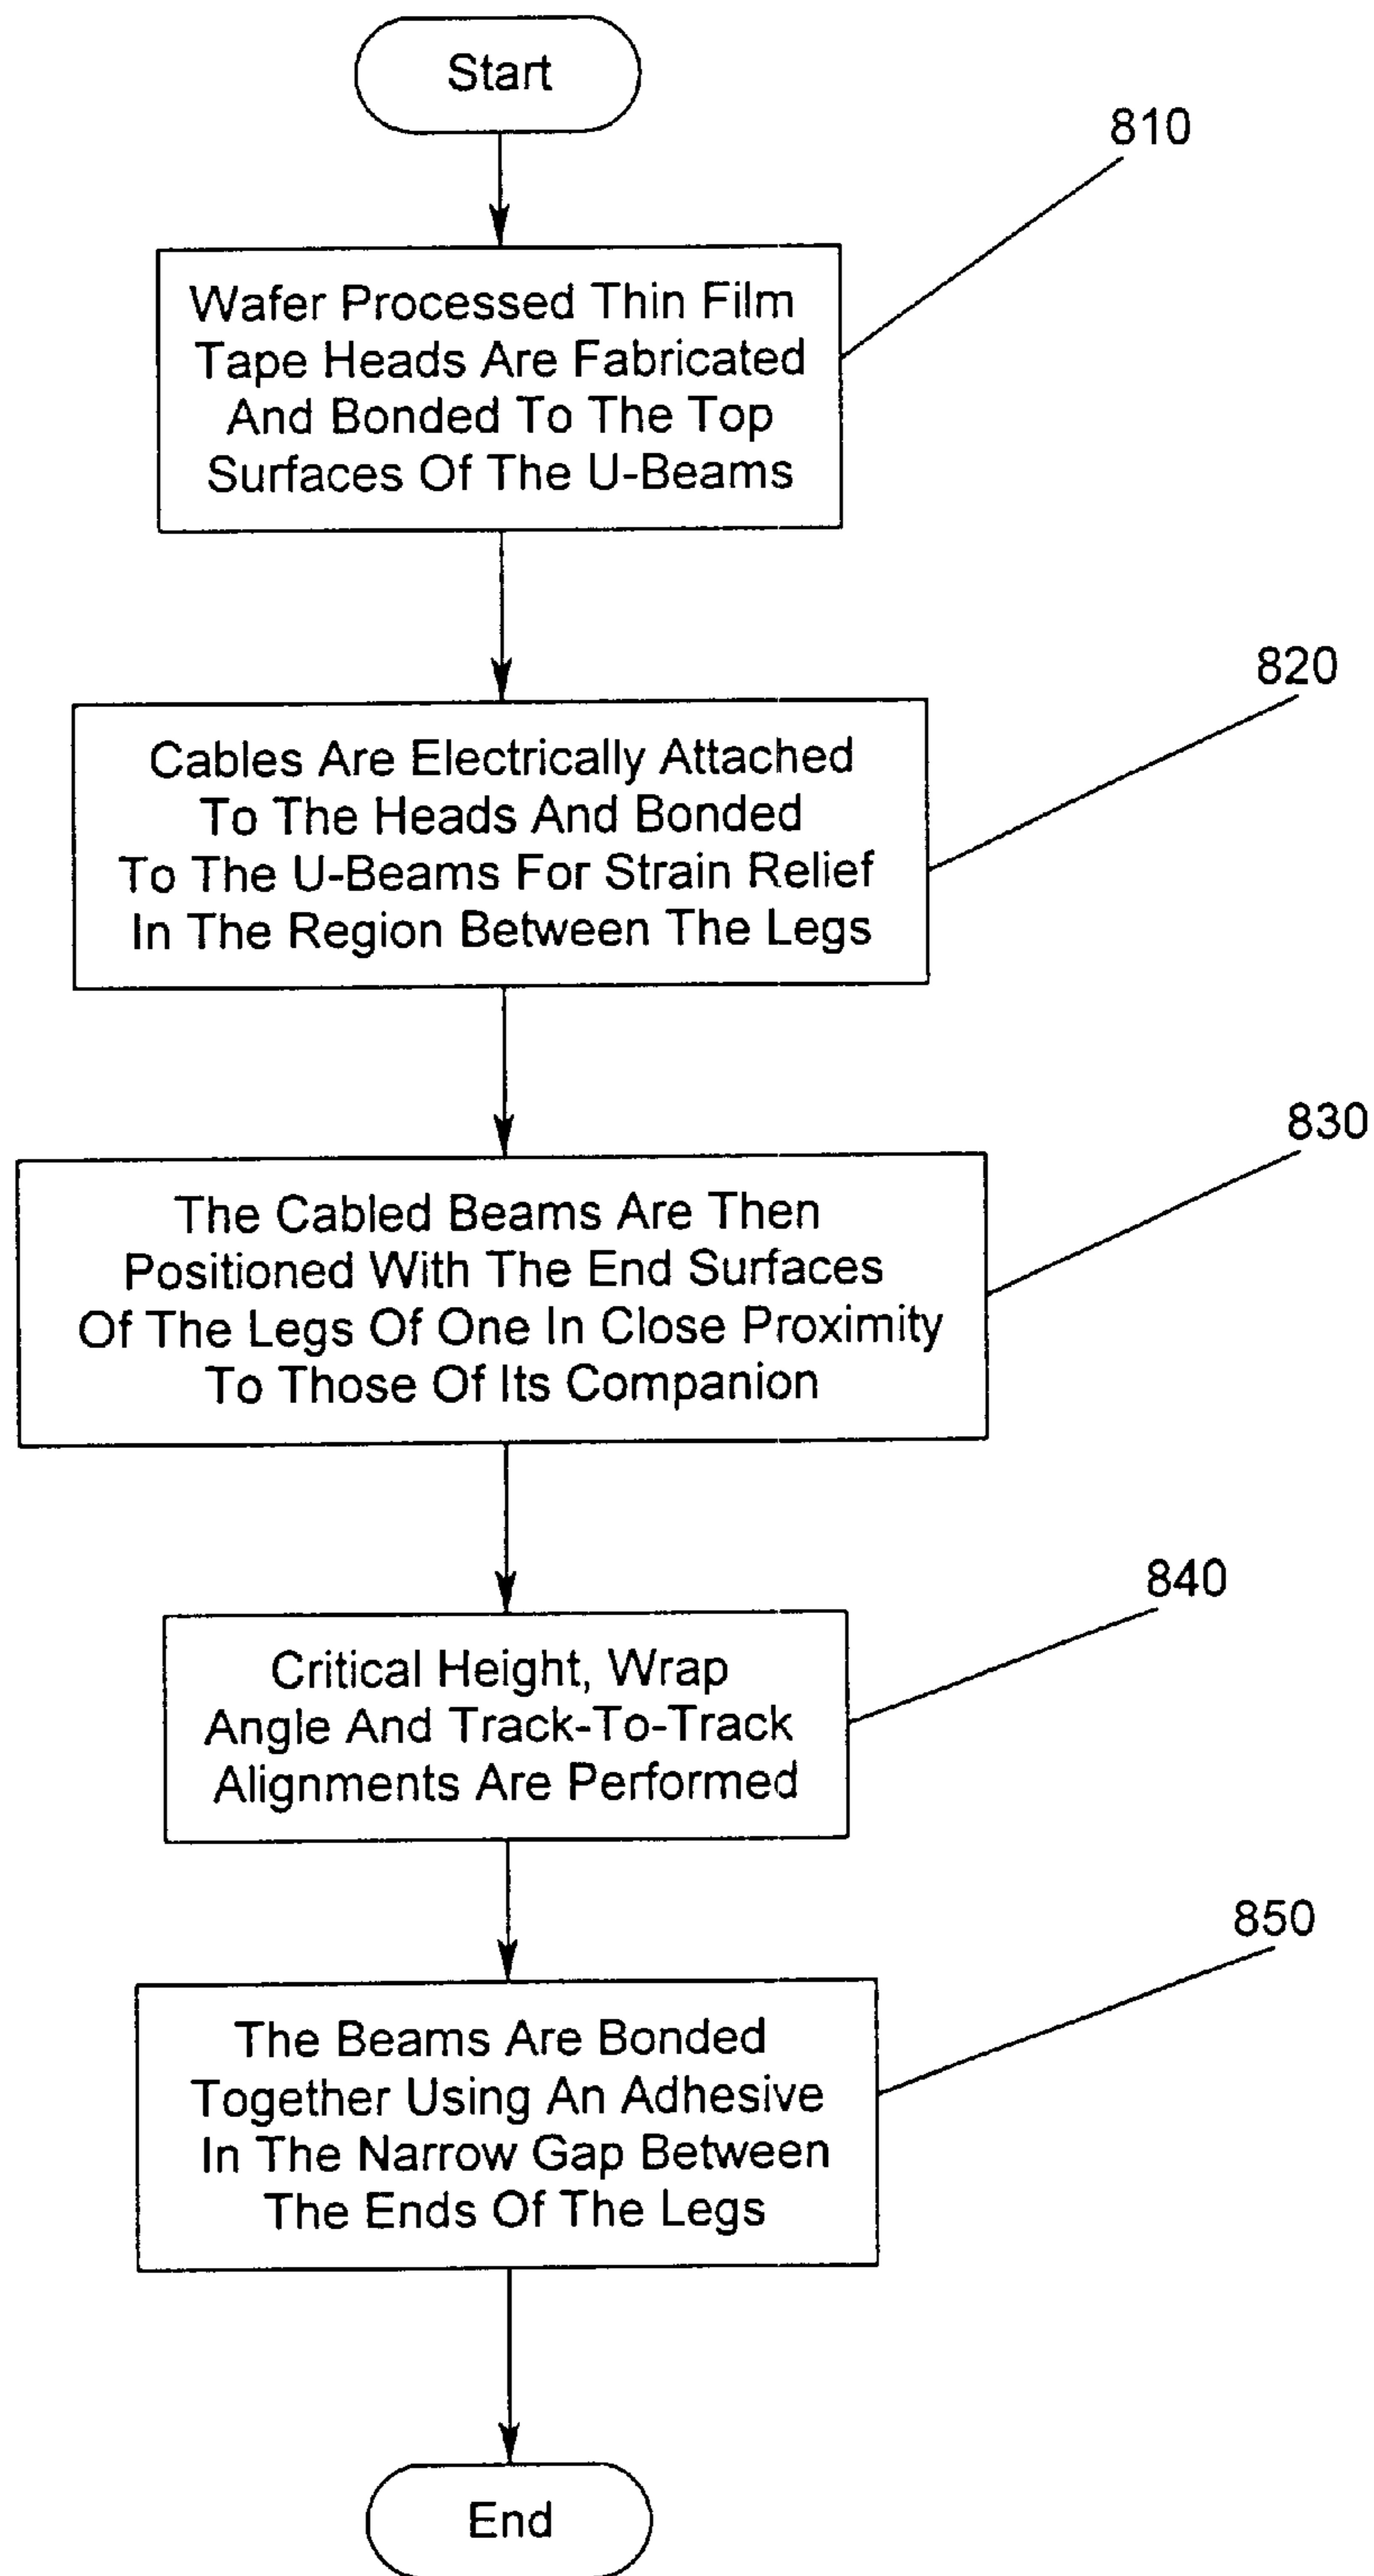 Start
810
Wafer Processed Thin Film
Tape Heads Are Fabricated
And Bonded To The Top
Surfaces Of The U-Beams
820
Cables Are Electrically Attached
To The Heads And Bonded
To The U-Beams For Strain Relief
In The Region Between The Legs
830
The Cabled Beams Are Then
Positioned With The End Surfaces
Of The Legs Of One In Close Proximity
To Those Of Its Companion
840
Critical Height, Wrap
Angle And Track-To-Track
Alignments Are Performed
850
The Beams Are Bonded
Together Using An Adhesive
In The Narrow Gap Between
The Ends Of The Legs
End